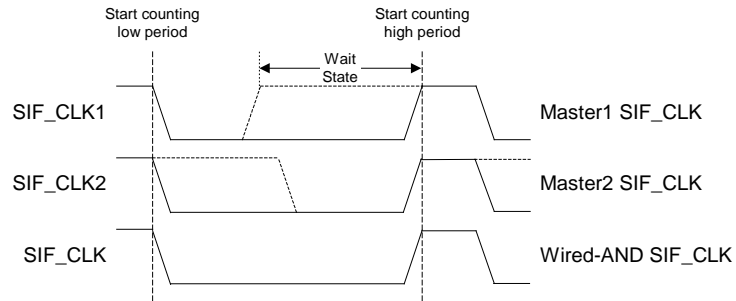 Start counting
low period
Start counting
high period
Wait
State
SIF_CLK1
Master1 SIF_CLK
SIF_CLK2
Master2 SIF_CLK
SIF_CLK
Wired-AND SIF_CLK